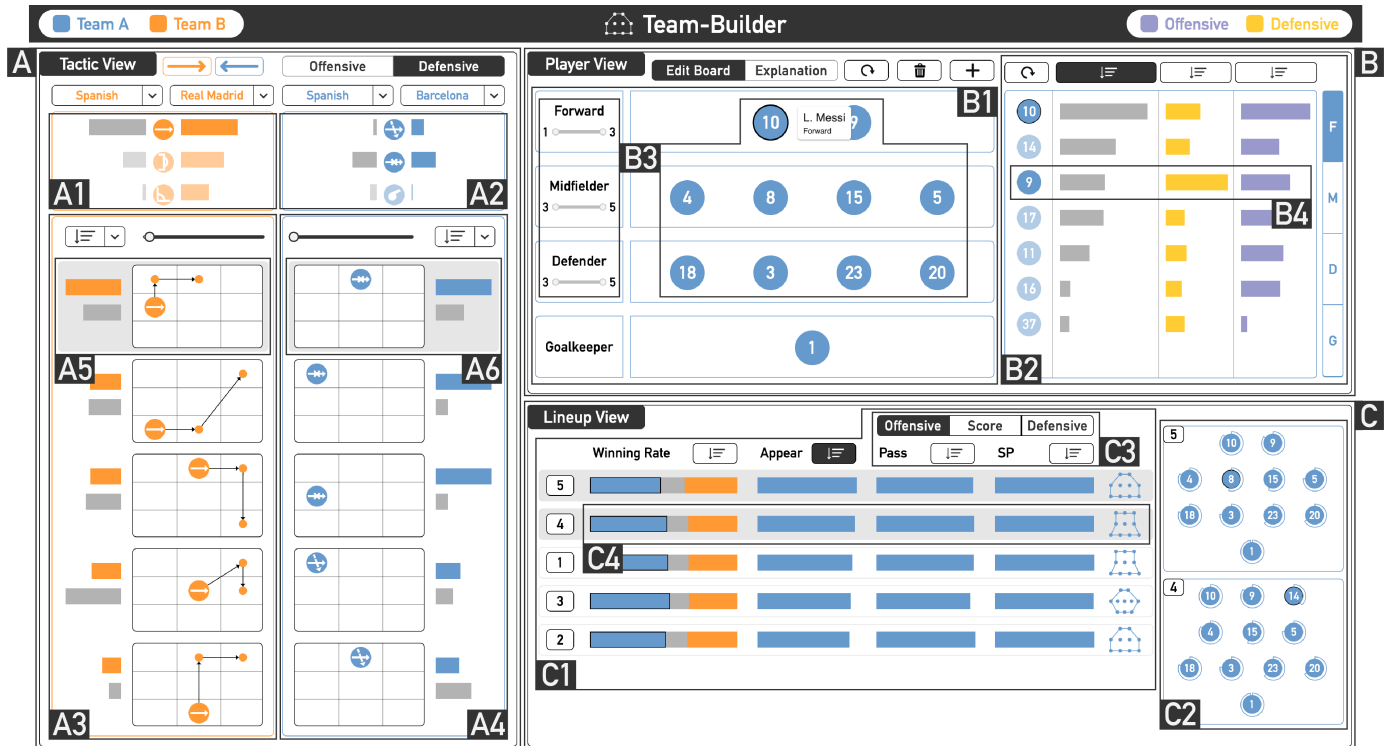 Team A Team B Team-Builder Offensive Defensive
A Tactic View Offensive Defensive
Spanish Real Madrid Spanish Barcelona
A1 A2
A5 A6
A3 A4
Player View Edit Board Explanation B
B1
Forward
1 3
10 9
L. Messi
Forward
B3
Midfielder
3 5
4 8 15 5
Defender
3 5
18 3 23 20
Goalkeeper
1
10
14
9
17
11
16
37
F
M
D
G
B4
B2
Lineup View C
Offensive Score Defensive
Winning Rate Appear Pass SP C3
5
4
C4
1
3
2
C1
5
10 9
4 8 15 5
18 3 23 20
1
4
10 9 14
4 15 5
18 3 23 20
1
C2